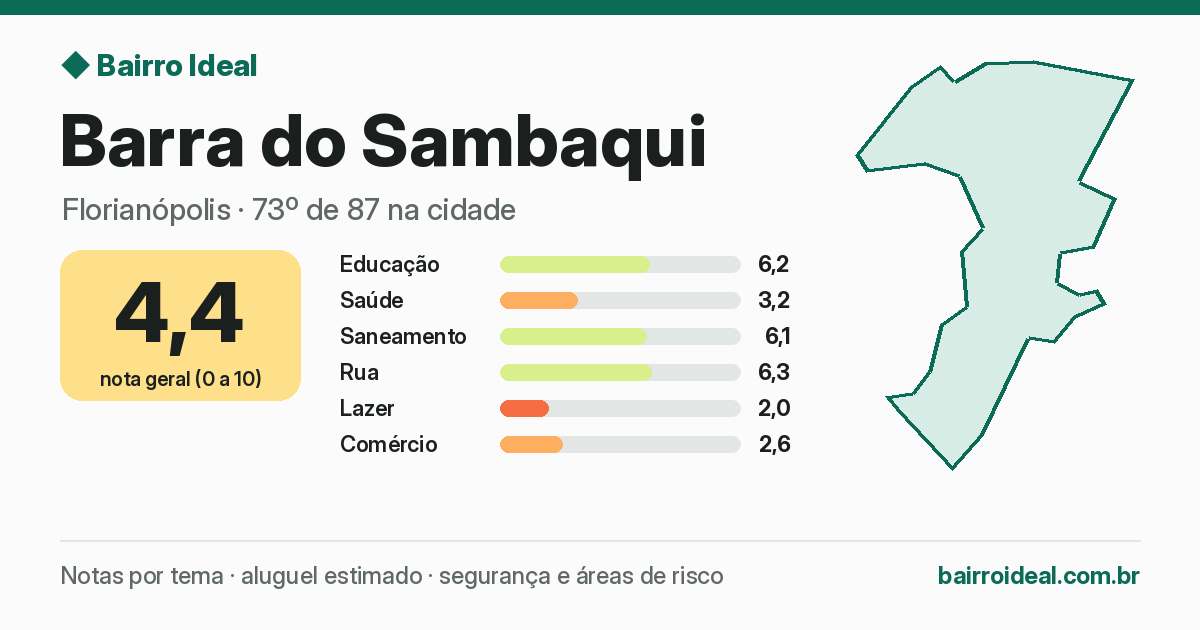 Bairro Ideal
Barra do Sambaqui
Florianópolis · 73º de 87 na cidade
4,4
nota geral (0 a 10)
Educação 6,2
Saúde 3,2
Saneamento 6,1
Rua 6,3
Lazer 2,0
Comércio 2,6
Notas por tema · aluguel estimado · segurança e áreas de risco
bairroideal.com.br